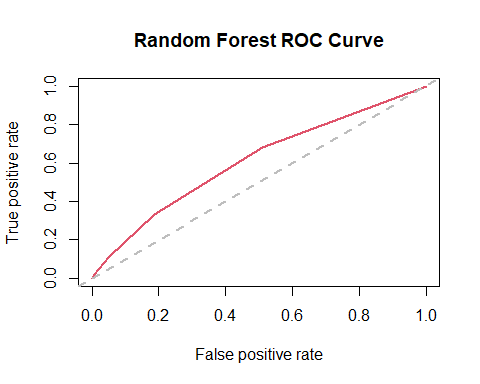 Random Forest ROC Curve
True positive rate
1.0
0.8
0.6
0.4
0.2
0.0
0.0 0.2 0.4 0.6 0.8 1.0
False positive rate